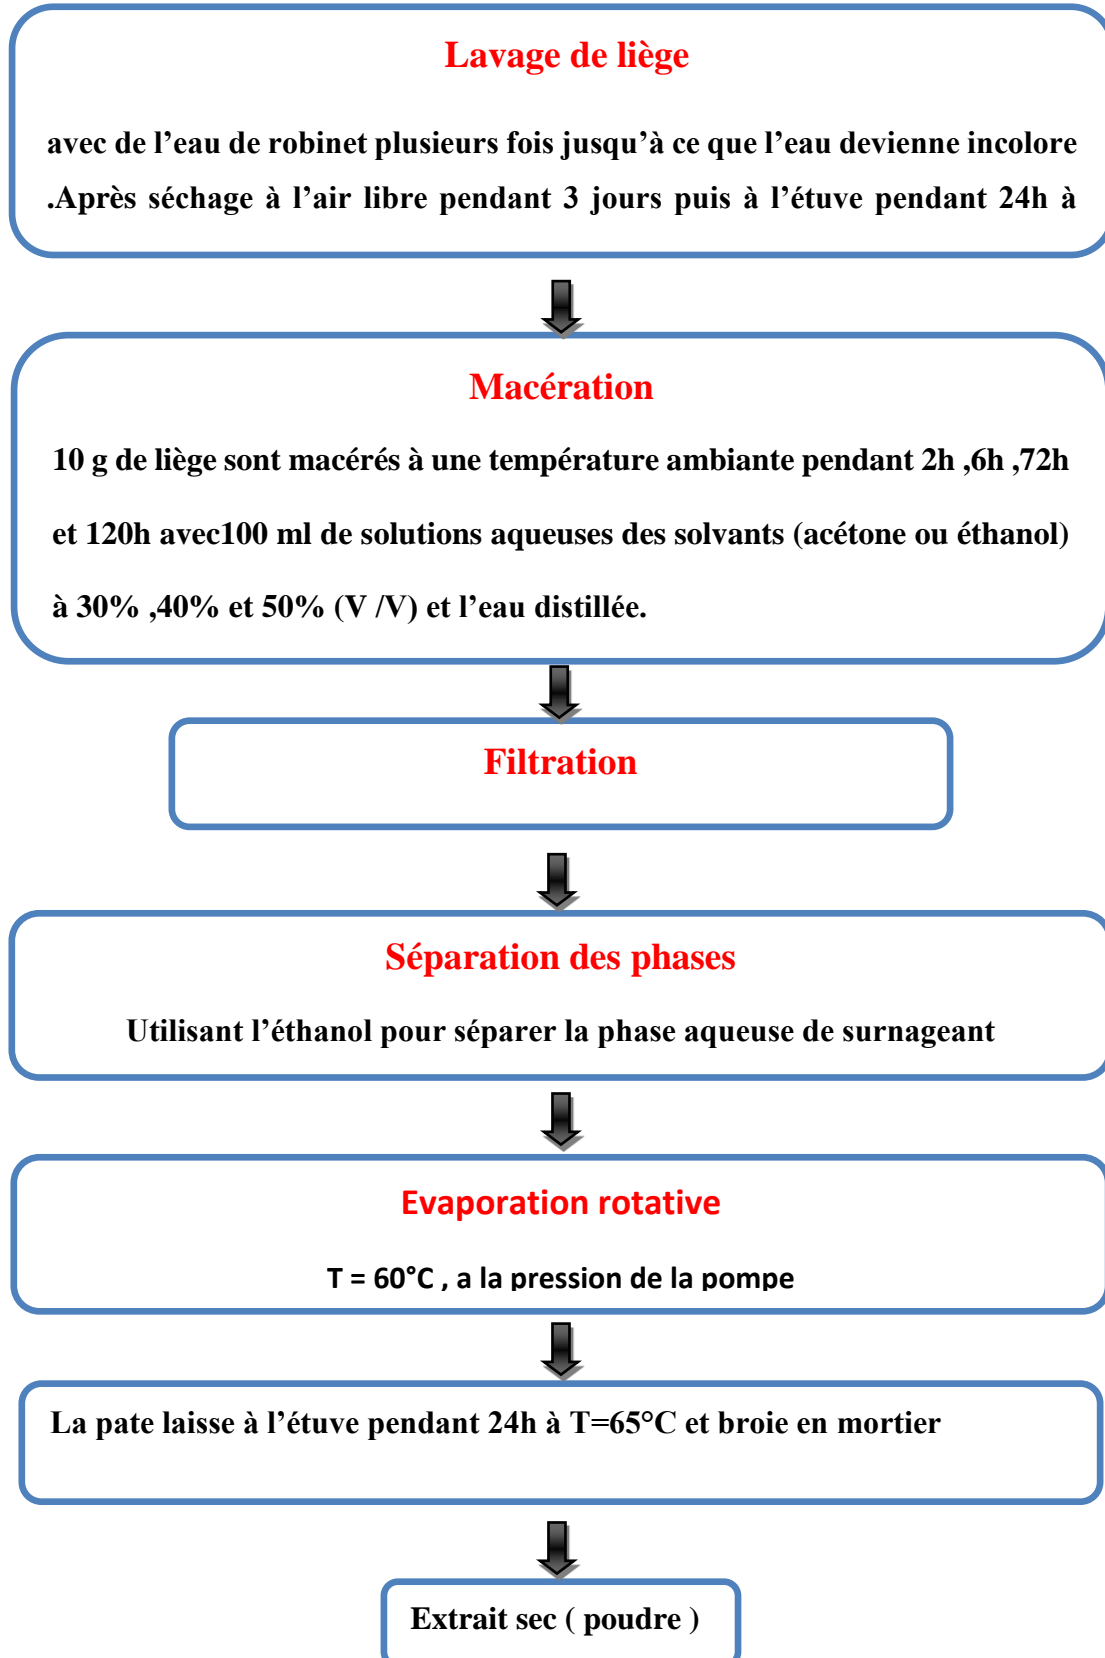 Lavage de liège
avec de l’eau de robinet plusieurs fois jusqu’à ce que l’eau devienne incolore
.Après séchage à l’air libre pendant 3 jours puis à l’étuve pendant 24h à
Macération
10 g de liège sont macérés à une température ambiante pendant 2h ,6h ,72h
et 120h avec100 ml de solutions aqueuses des solvants (acétone ou éthanol)
à 30% ,40% et 50% (V /V) et l’eau distillée.
Filtration
Séparation des phases
Utilisant l’éthanol pour séparer la phase aqueuse de surnageant
Evaporation rotative
T = 60°C , a la pression de la pompe
La pate laisse à l’étuve pendant 24h à T=65°C et broie en mortier
Extrait sec ( poudre )